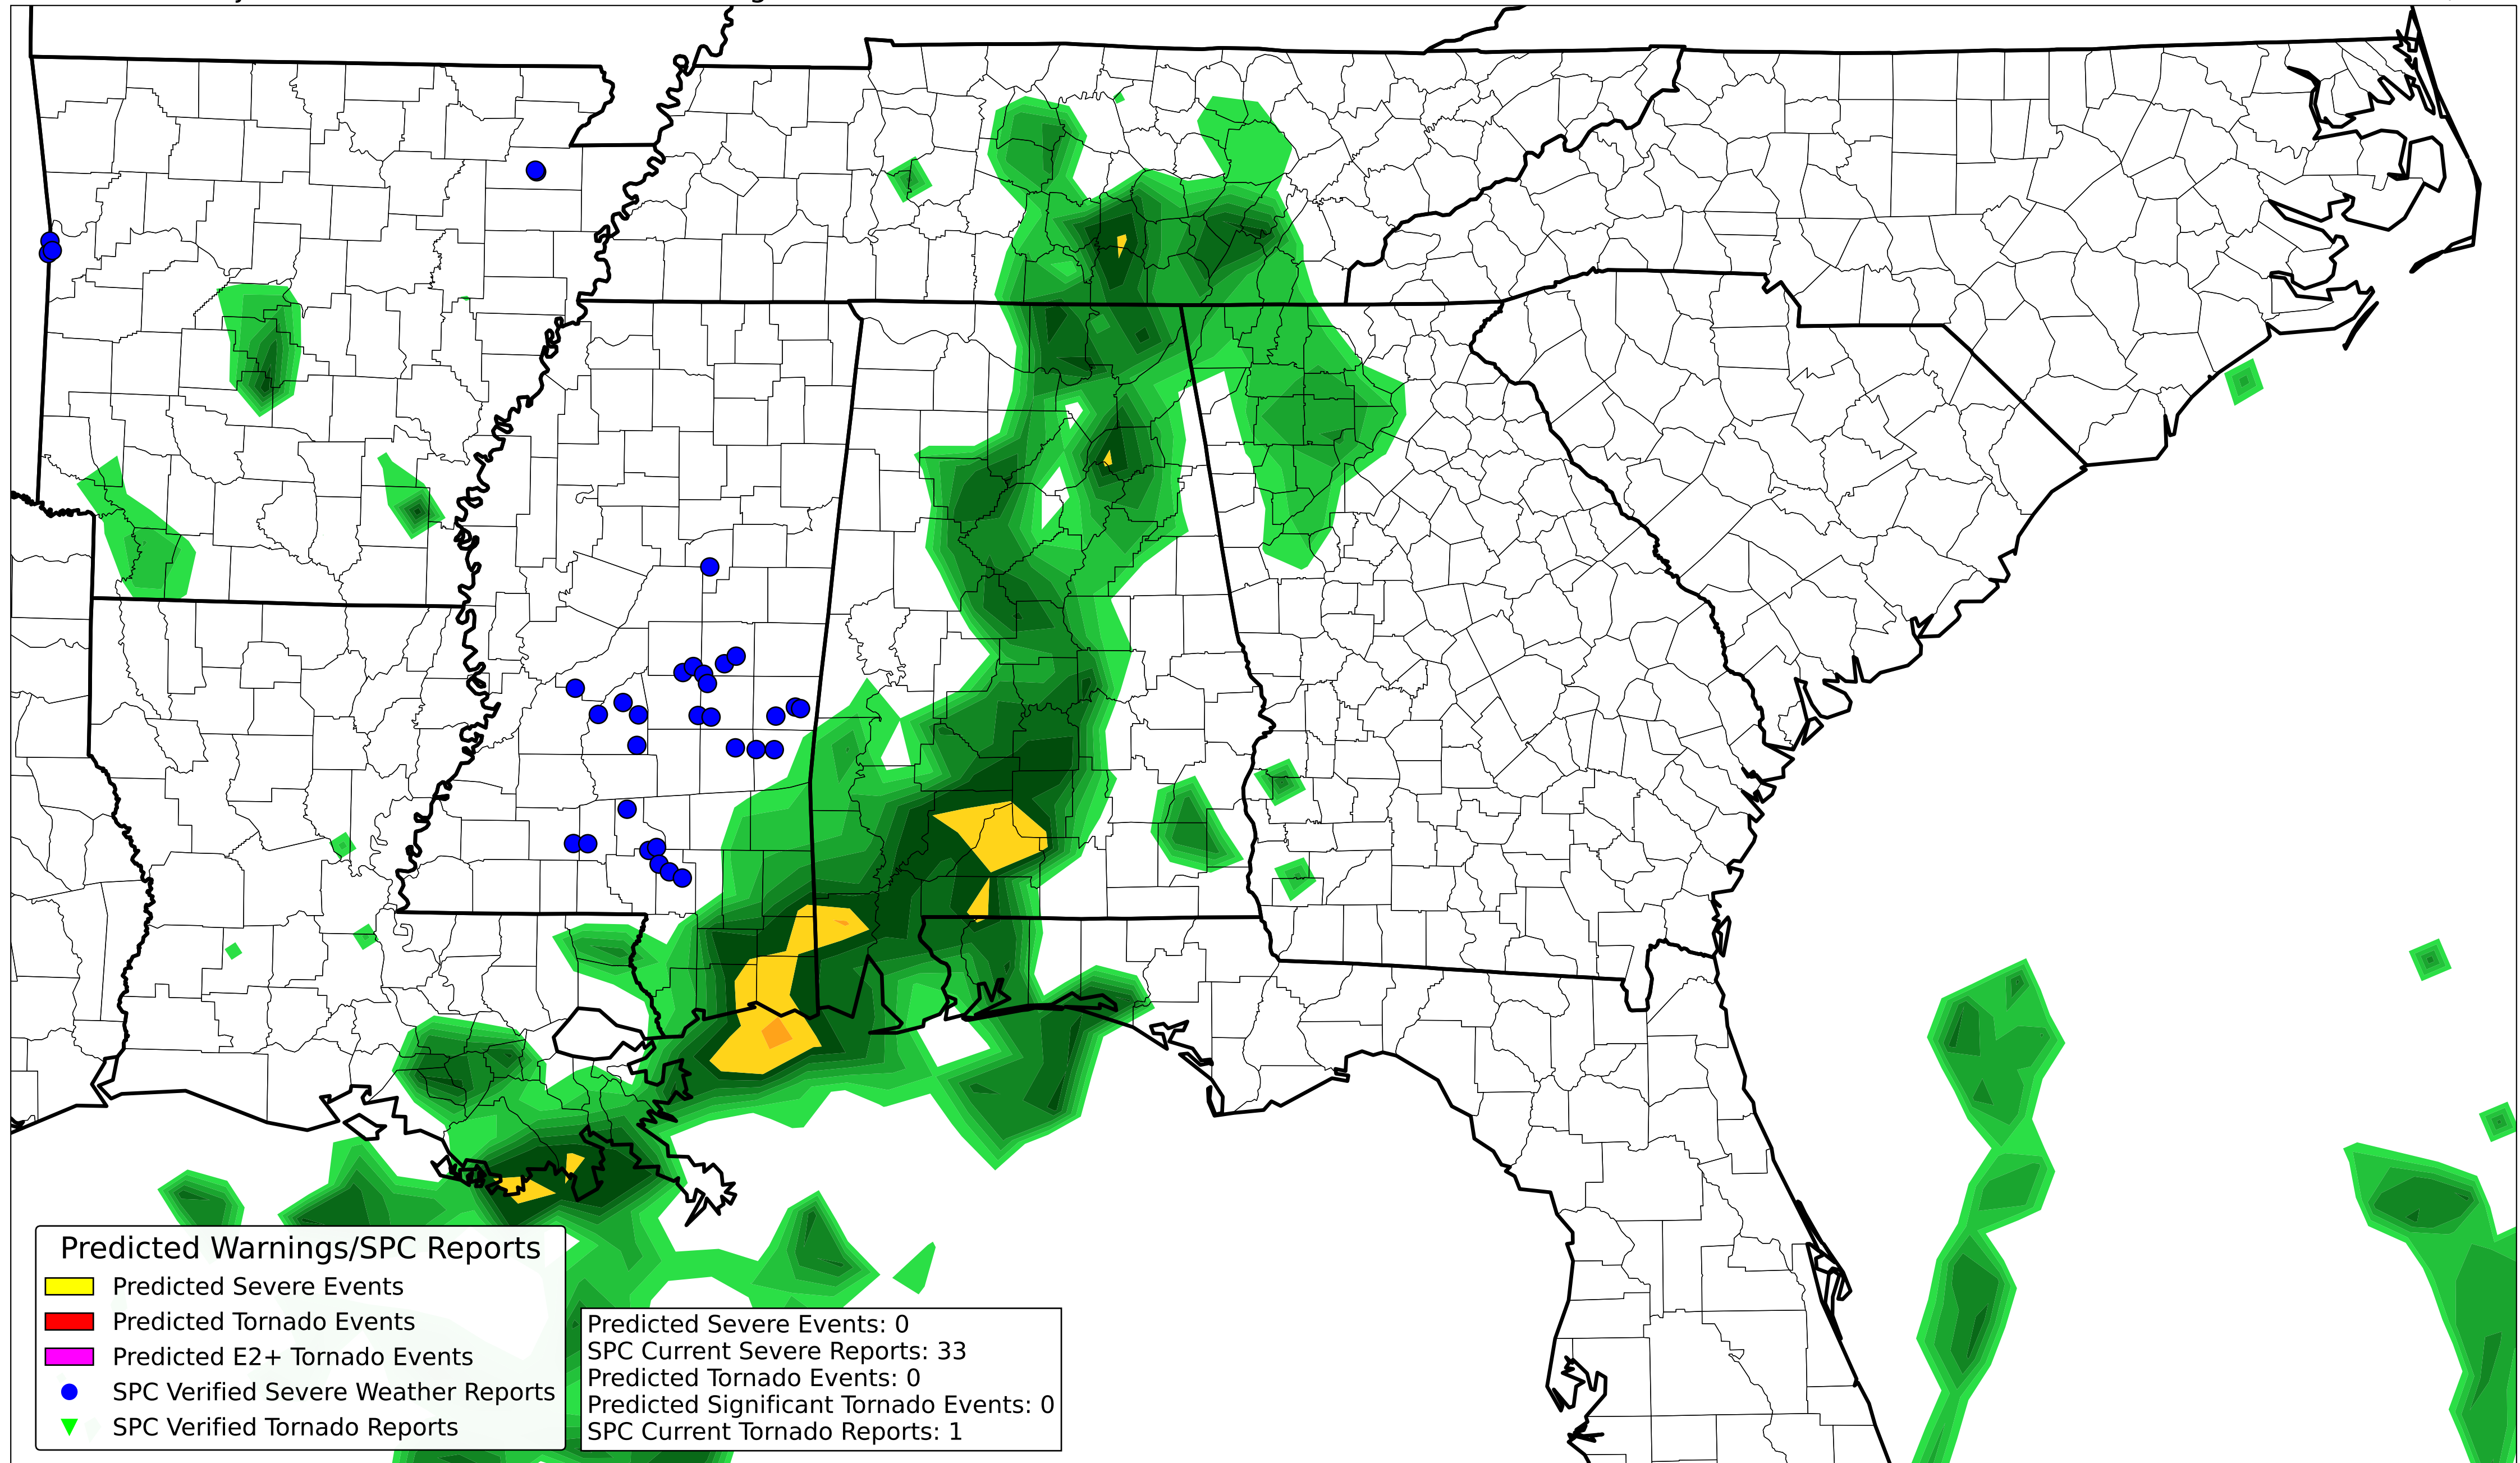 Predicted Warnings/SPC Reports
Predicted Severe Events
Predicted Tornado Events
Predicted E2+ Tornado Events
SPC Verified Severe Weather Reports
SPC Verified Tornado Reports
Predicted Severe Events: 0
SPC Current Severe Reports: 33
Predicted Tornado Events: 0
Predicted Significant Tornado Events: 0
SPC Current Tornado Reports: 1